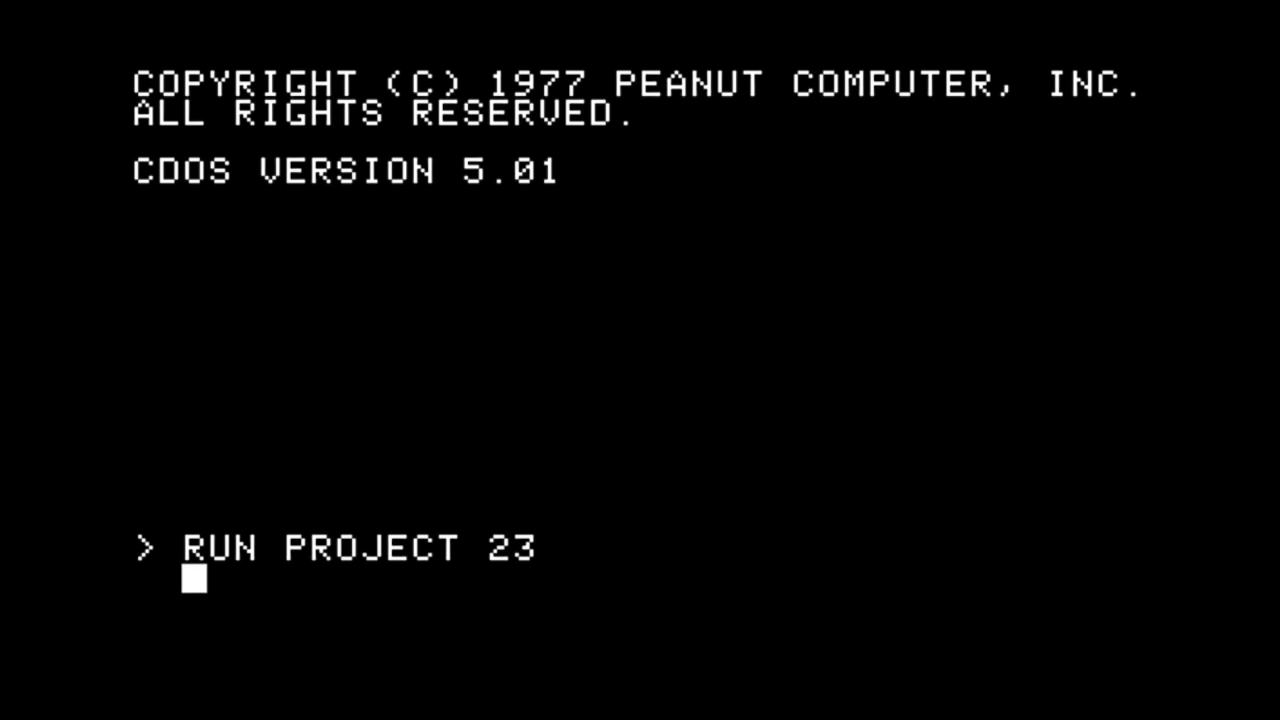 COPYRIGHT (C) 1977 PEANUT COMPUTER, INC.
ALL RIGHTS RESERVED.
CDOS VERSION 5.01
> RUN PROJECT 23